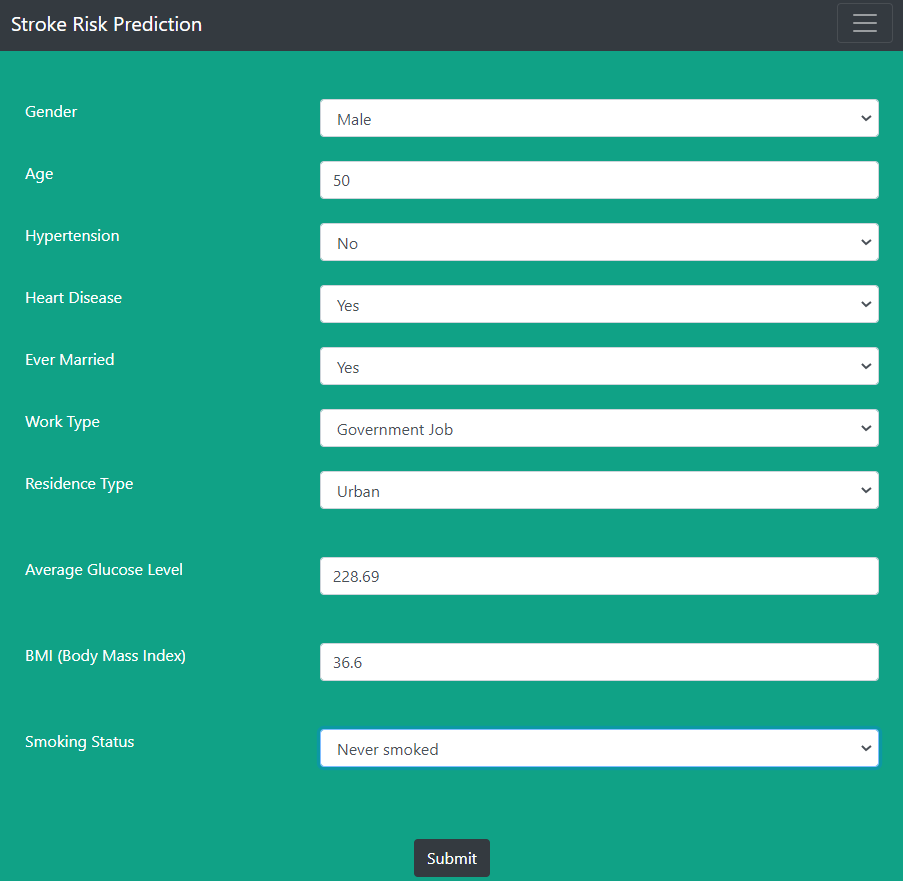 Stroke Risk Prediction
Gender Male
Age 50
Hypertension No
Heart Disease Yes
Ever Married Yes
Work Type Government Job
Residence Type Urban
Average Glucose Level 228.69
BMI (Body Mass Index) 36.6
Smoking Status Never smoked
Submit